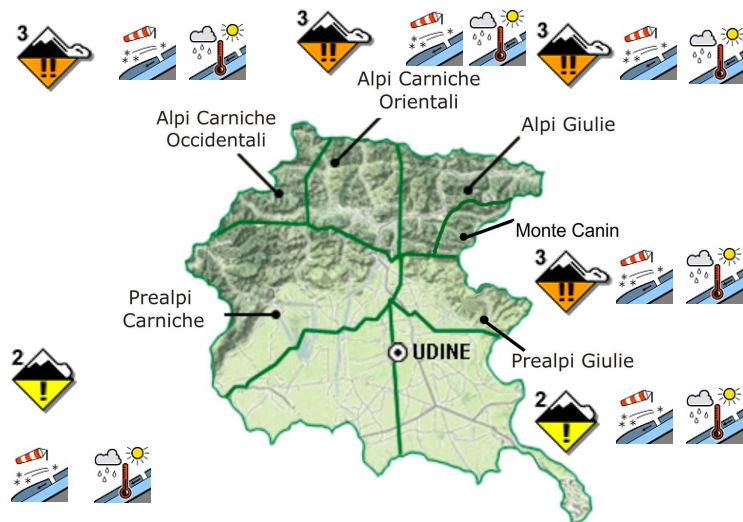 3
3
3
Alpi Carniche
Orientali
Alpi Carniche
Occidentali
Alpi Giulie
Monte Canin
3
Prealpi
Carniche
UDINE
Prealpi Giulie
2
2